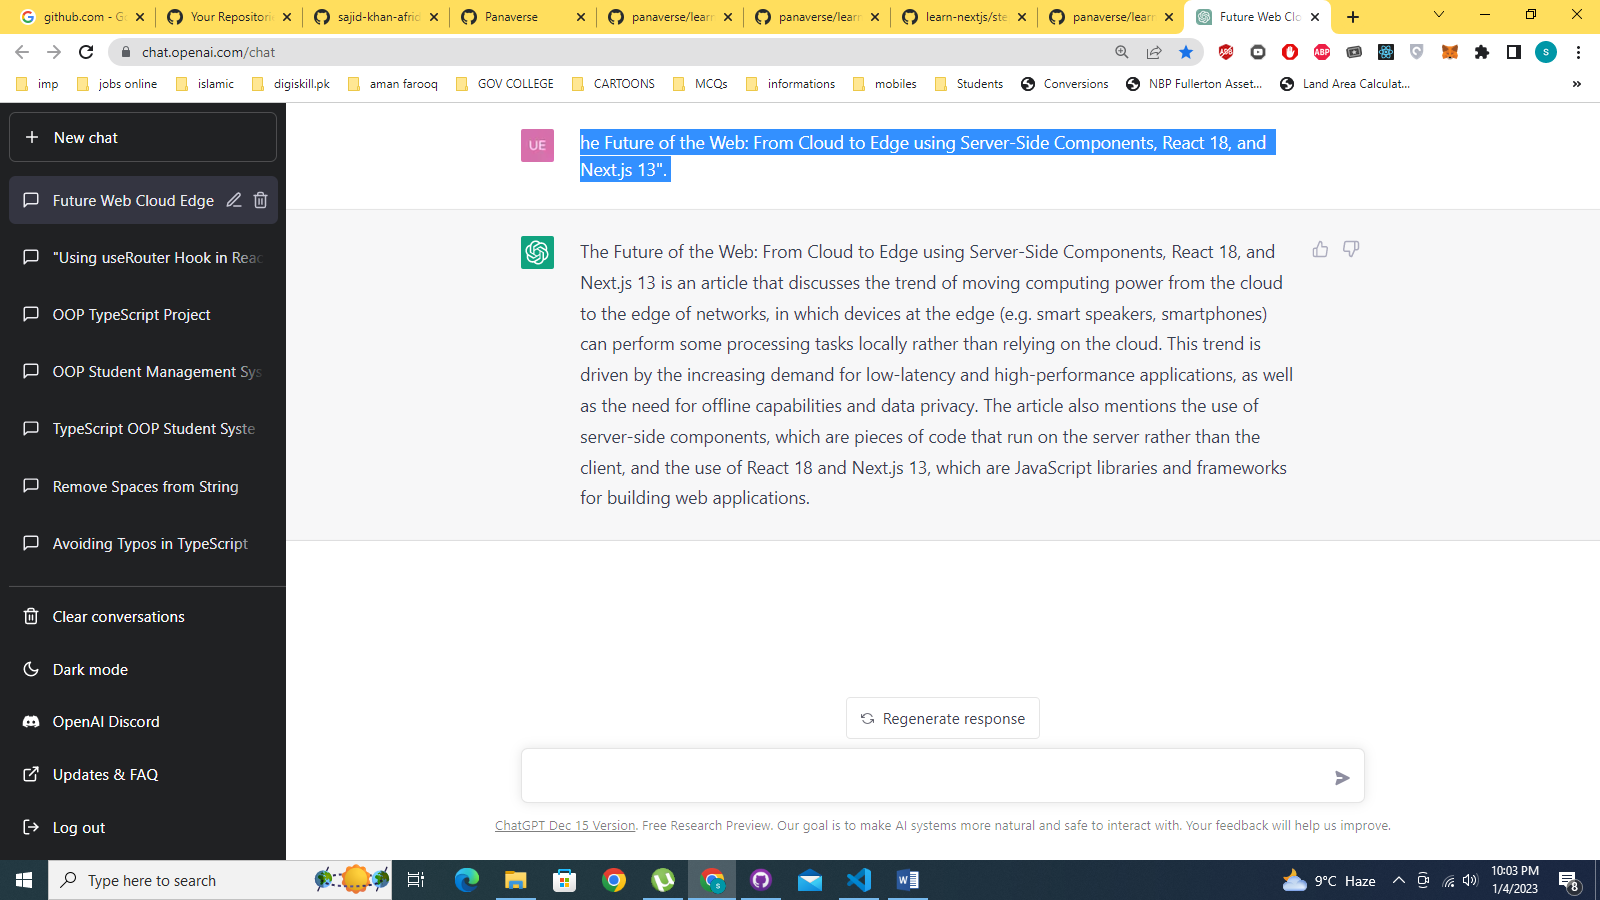 github.com - G
Your Repositori
sajid-khan-afric
Panaverse
panaverse/learn
panaverse/learn
learn-nextjs/ste
panaverse/learn
Future Web Clo
chat.openai.com/chat
imp
jobs online
islamic
digiskill.pk
aman farooq
GOV COLLEGE
CARTOONS
MCQs
informations
mobiles
Students
Conversions
NBP Fullerton Asset...
Land Area Calculat...
New chat
Future Web Cloud Edge
"Using useRouter Hook in Reac
OOP TypeScript Project
OOP Student Management Sys
TypeScript OOP Student Syste
Remove Spaces from String
Avoiding Typos in TypeScript
Clear conversations
Dark mode
OpenAI Discord
Updates & FAQ
Log out
UE
he Future of the Web: From Cloud to Edge using Server-Side Components, React 18, and
Next.js 13".
The Future of the Web: From Cloud to Edge using Server-Side Components, React 18, and
Next.js 13 is an article that discusses the trend of moving computing power from the cloud
to the edge of networks, in which devices at the edge (e.g. smart speakers, smartphones)
can perform some processing tasks locally rather than relying on the cloud. This trend is
driven by the increasing demand for low-latency and high-performance applications, as well
as the need for offline capabilities and data privacy. The article also mentions the use of
server-side components, which are pieces of code that run on the server rather than the
client, and the use of React 18 and Next.js 13, which are JavaScript libraries and frameworks
for building web applications.
Regenerate response
ChatGPT Dec 15 Version. Free Research Preview. Our goal is to make AI systems more natural and safe to interact with. Your feedback will help us improve.
Type here to search
9°C Haze
10:03 PM
1/4/2023
8